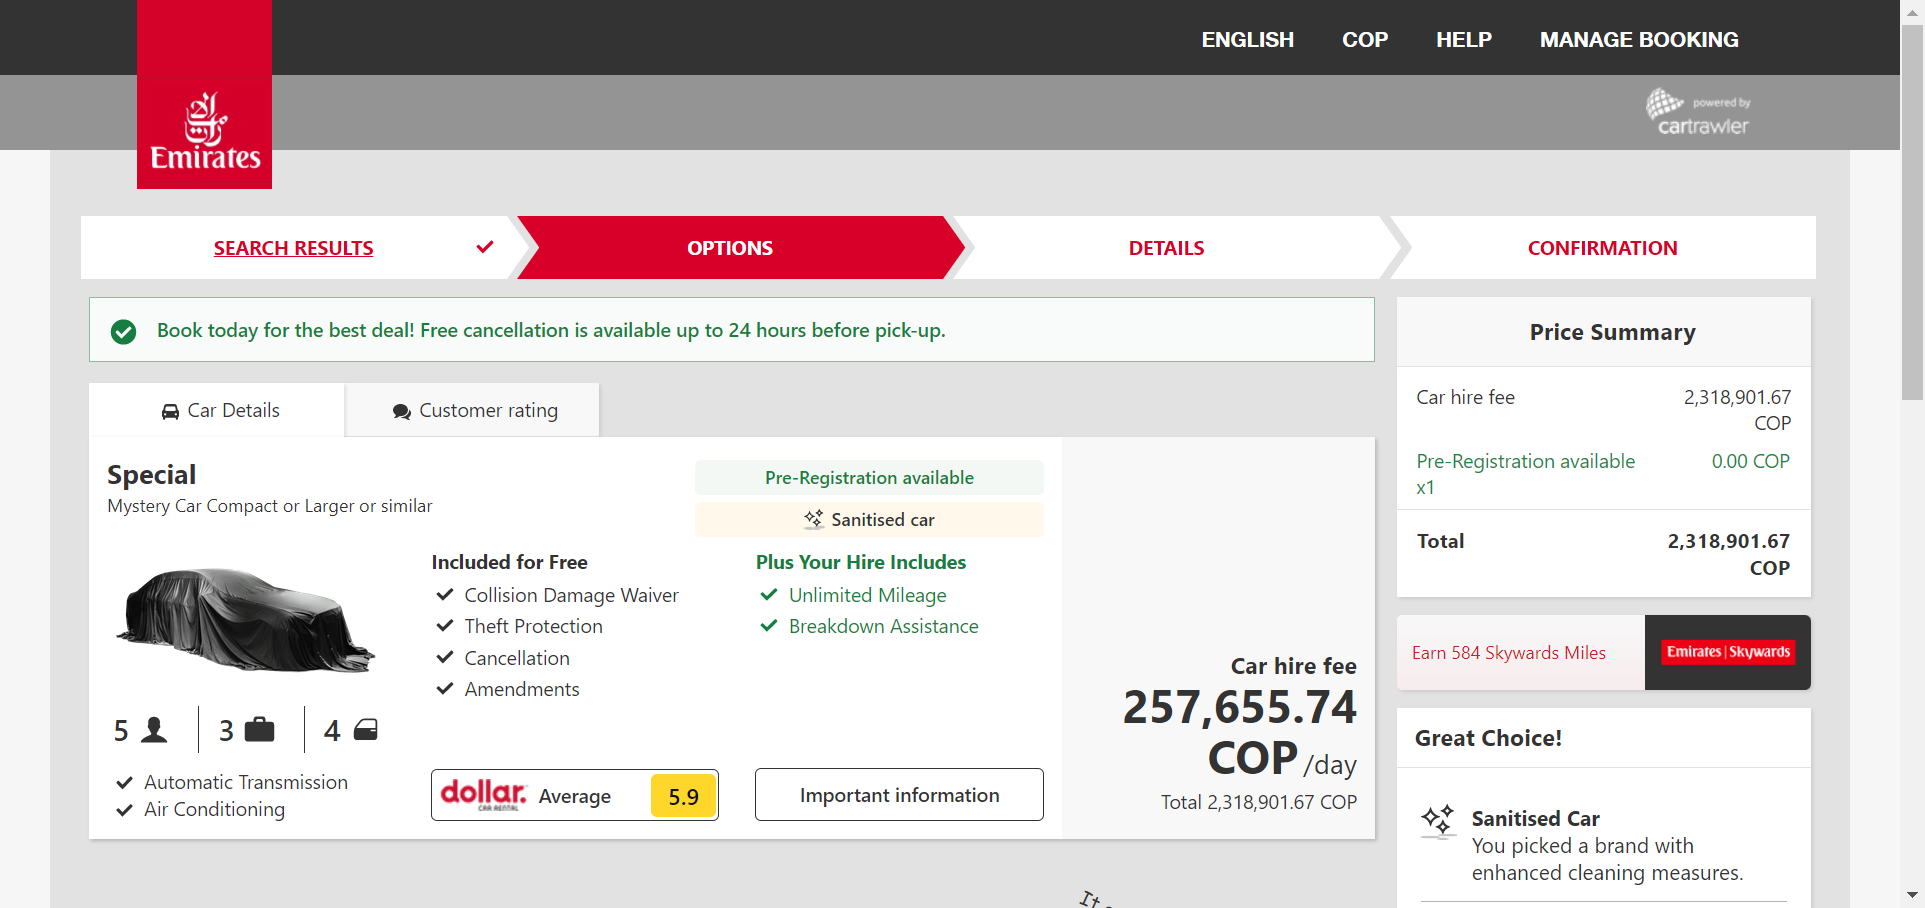 ENGLISH COP HELP MANAGE BOOKING
powered by
cartrawler
Emirates
SEARCH RESULTS OPTIONS DETAILS CONFIRMATION
Book today for the best deal! Free cancellation is available up to 24 hours before pick-up.
Car Details Customer rating
Special
Mystery Car Compact or Larger or similar
Pre-Registration available
Sanitised car
Included for Free
Collision Damage Waiver
Theft Protection
Cancellation
Amendments
Plus Your Hire Includes
Unlimited Mileage
Breakdown Assistance
5 3 4
Automatic Transmission
Air Conditioning
dollar.
CAR RENTAL
Average 5.9
Important information
Car hire fee
257,655.74
COP /day
Total 2,318,901.67 COP
Price Summary
Car hire fee 2,318,901.67
COP
Pre-Registration available 0.00 COP
x1
Total 2,318,901.67
COP
Earn 584 Skywards Miles
Emirates | Skywards
Great Choice!
Sanitised Car
You picked a brand with
enhanced cleaning measures.